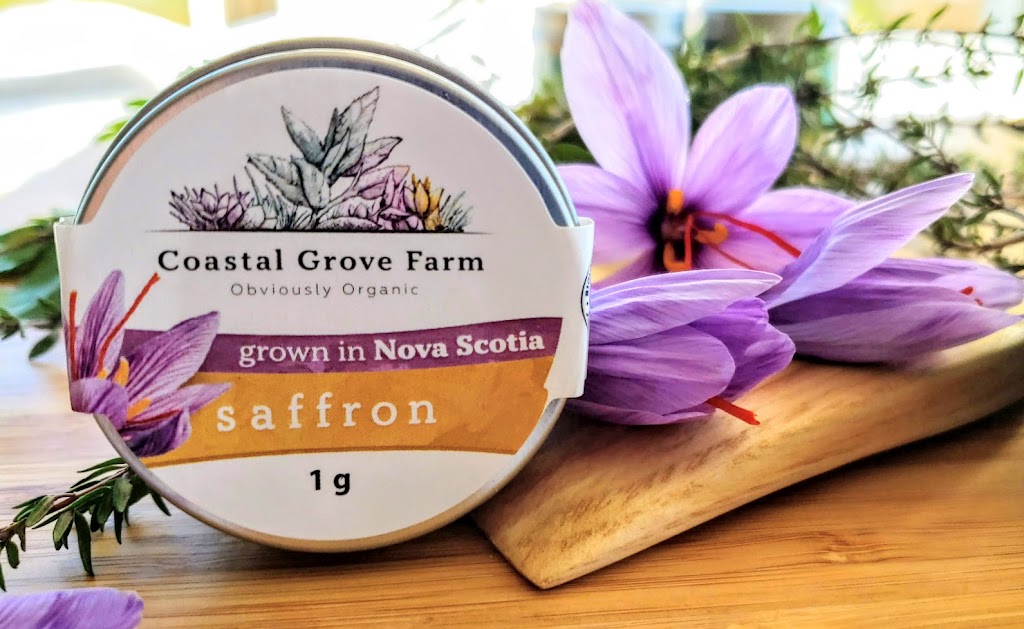 Coastal Grove Farm
Obviously Organic
grown in Nova Scotia
saffron
1 g